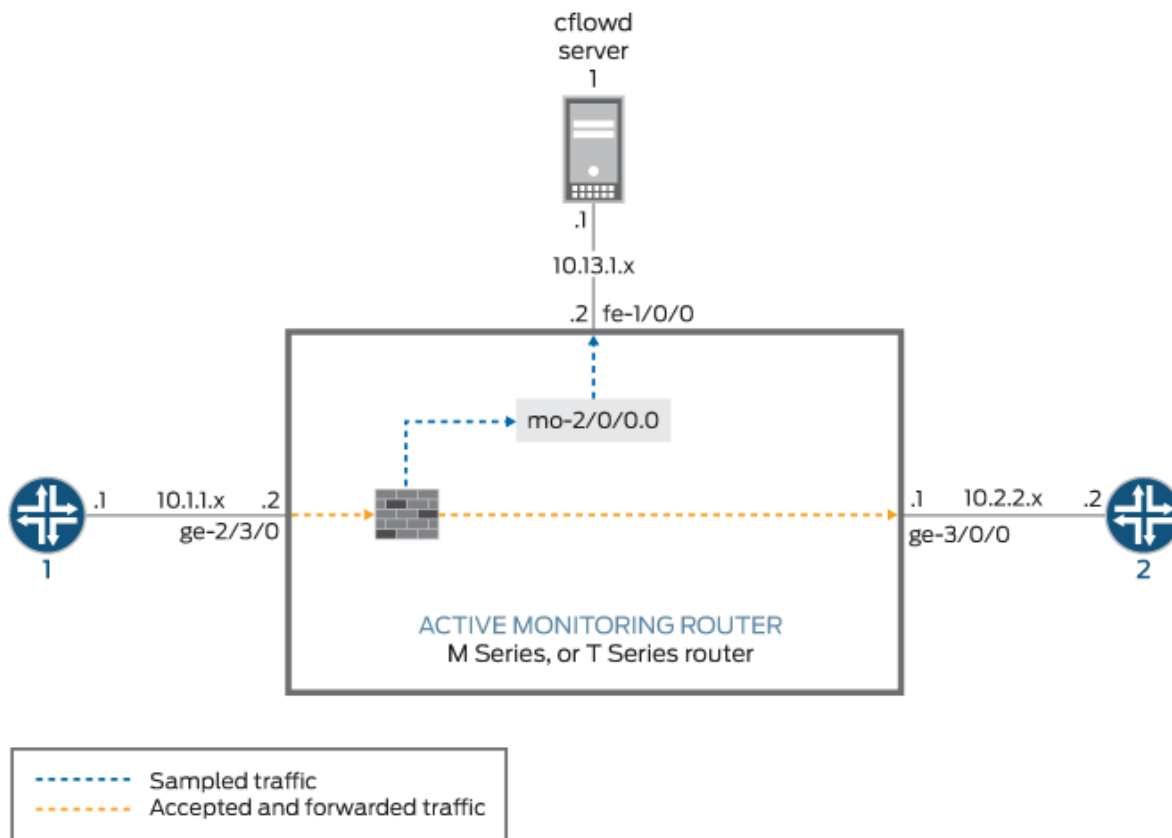 cflowd
server
1
.1
10.13.1.x
.2 fe-1/0/0
mo-2/0/0.0
.1 10.1.1.x .2
ge-2/3/0
1
.1 10.2.2.x .2
ge-3/0/0
2
ACTIVE MONITORING ROUTER
M Series, or T Series router
Sampled traffic
Accepted and forwarded traffic